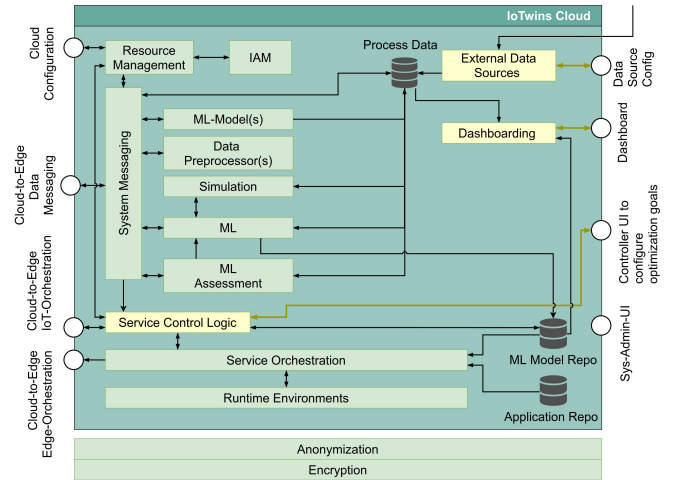 IoTwins Cloud
Cloud
Configuration
Resource
Management
IAM
Process Data
External Data
Sources
Data
Source
Config
ML-Model(s)
Dashboarding
Dashboard
Data
Preprocessor(s)
System Messaging
Cloud-to-Edge
Data
Messaging
Simulation
ML
Controller UI to
configure
optimization goals
ML
Assessment
Cloud-to-Edge
IoT-Orchestration
Service Control Logic
Sys-Admin-UI
ML Model Repo
Cloud-to-Edge
Edge-Orchestration
Service Orchestration
Runtime Environments
Application Repo
Anonymization
Encryption